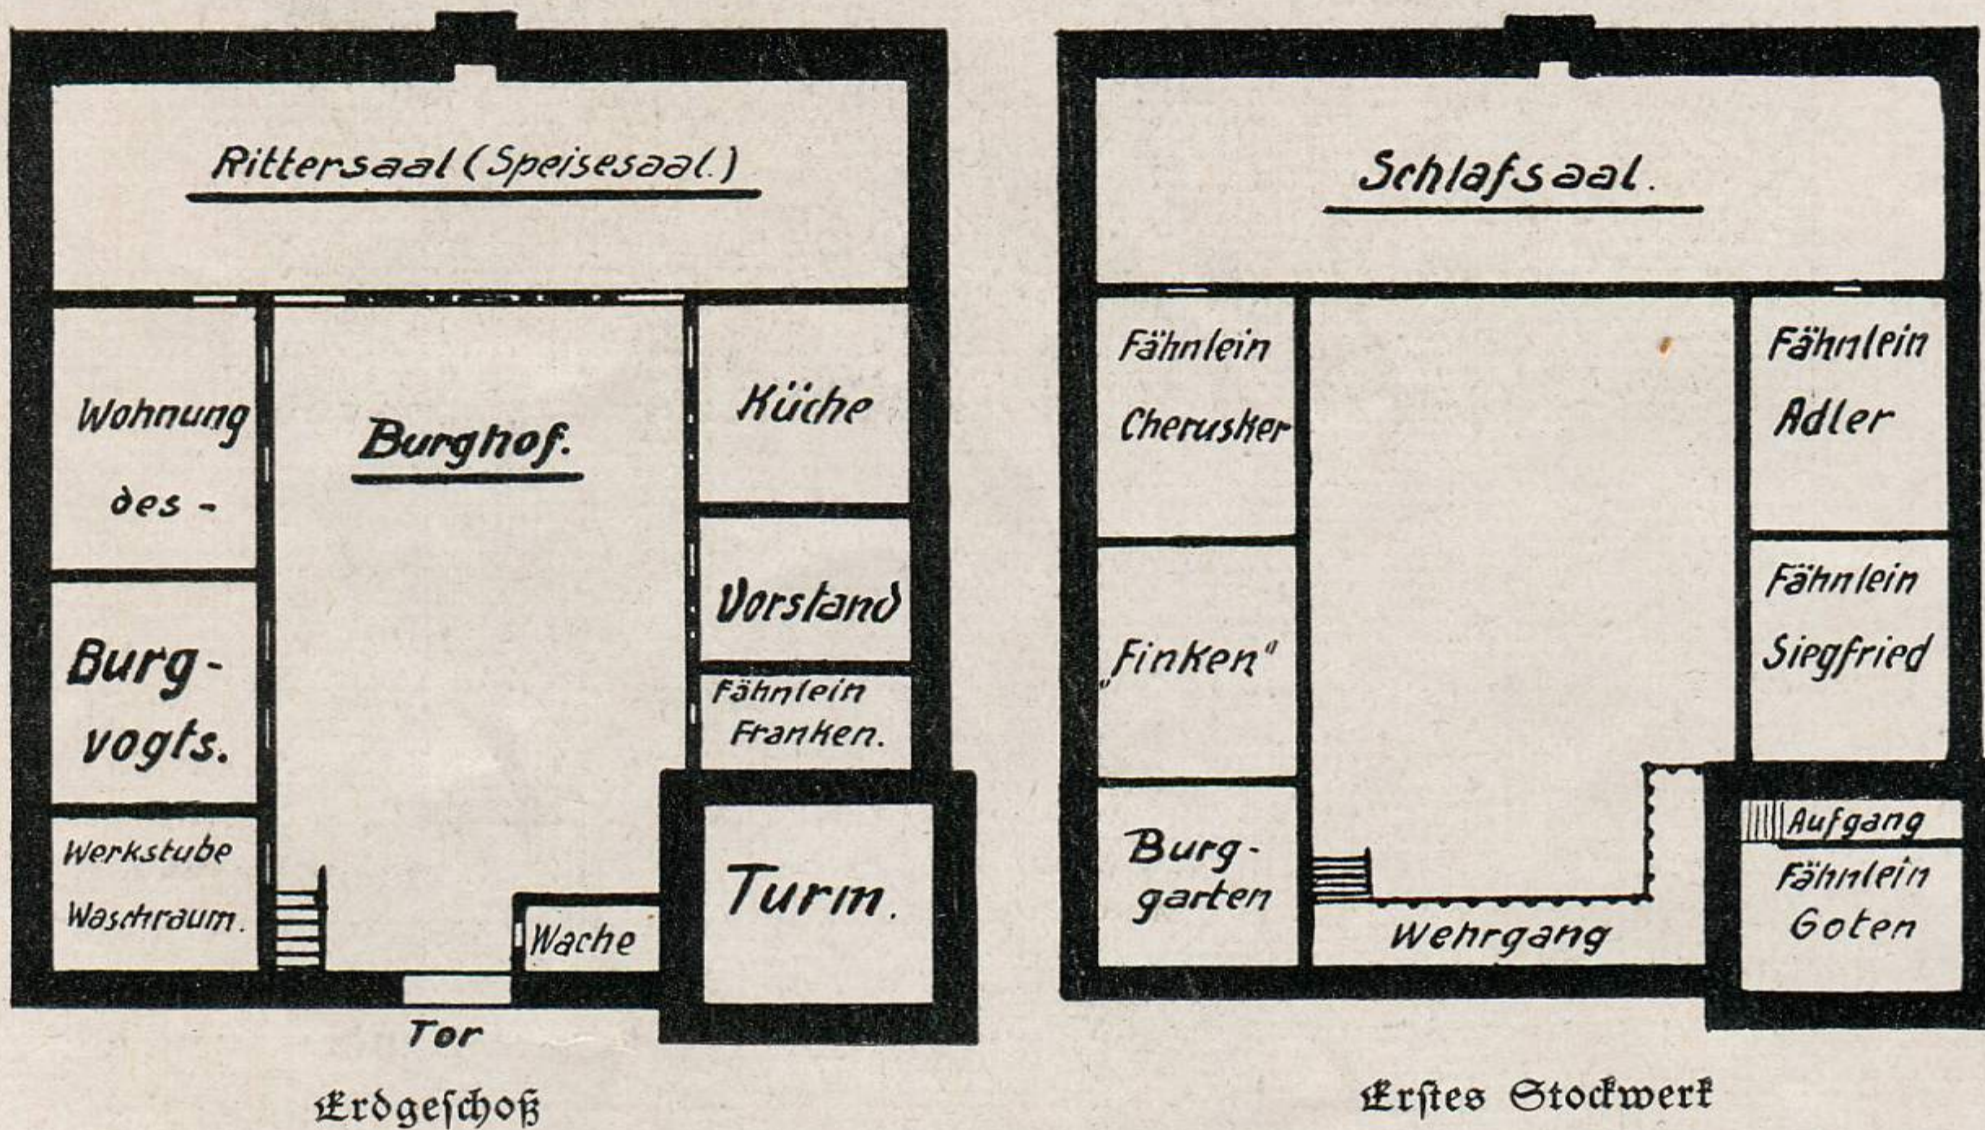 Rittersaal (Speisesaal.)
Wohnung
des -
Burg-
vogts.
Werkstube
Waschraum.
Burghof.
Küche
Vorstand
Fähnlein
Franken.
Wache
Turm.
Tor
Erdgeschoß
Schlafsaal.
Fähnlein
Cherusker
„Finken“
Burg-
garten
Fähnlein
Adler
Fähnlein
Siegfried
Aufgang
Fähnlein
Goten
Wehrgang
Erstes Stockwerk